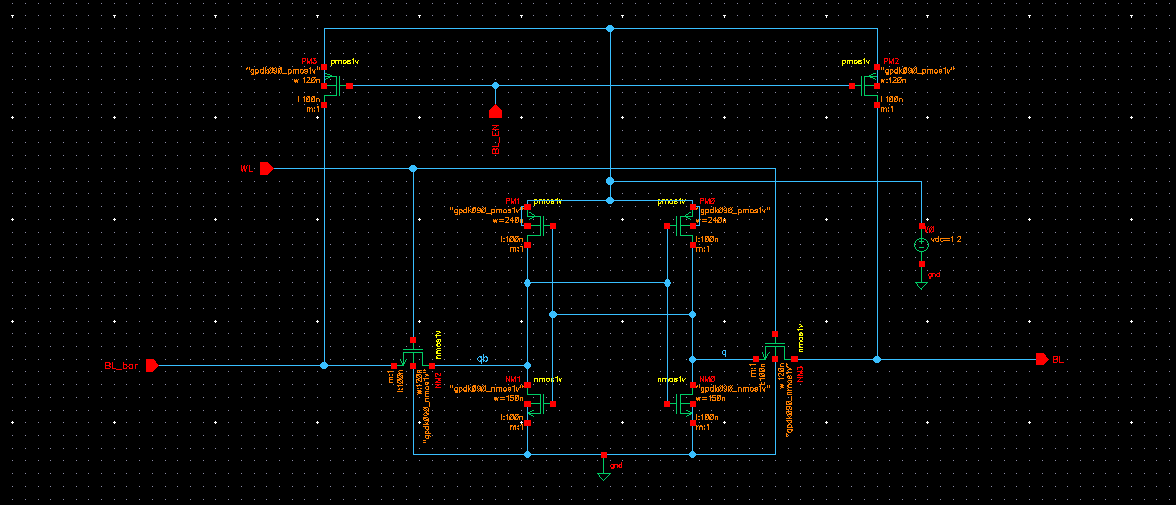 PM3
pmos1v
"gpdk090_pmos1v"
w:120n
l:100n
m:1
pmos1v
PM2
"gpdk090_pmos1v"
w:120n
l:100n
m:1
BL_EN
WL
PM1
pmos1v
"gpdk090_pmos1v"
w=240n
l:100n
m:1
pmos1v
PM0
"gpdk090_pmos1v"
w=240n
l:100n
m:1
V0
vdc=1.2
gnd
BL_bar
m:1
l:100n
w:120n
"gpdk090_nmos1v"
NM2
nmos1v
qb
NM1
nmos1v
"gpdk090_nmos1v"
w=150n
l:100n
m:1
nmos1v
NM0
"gpdk090_nmos1v"
w=150n
l:100n
m:1
q
m:1
l:100n
w:120n
"gpdk090_nmos1v"
NM3
nmos1v
BL
gnd